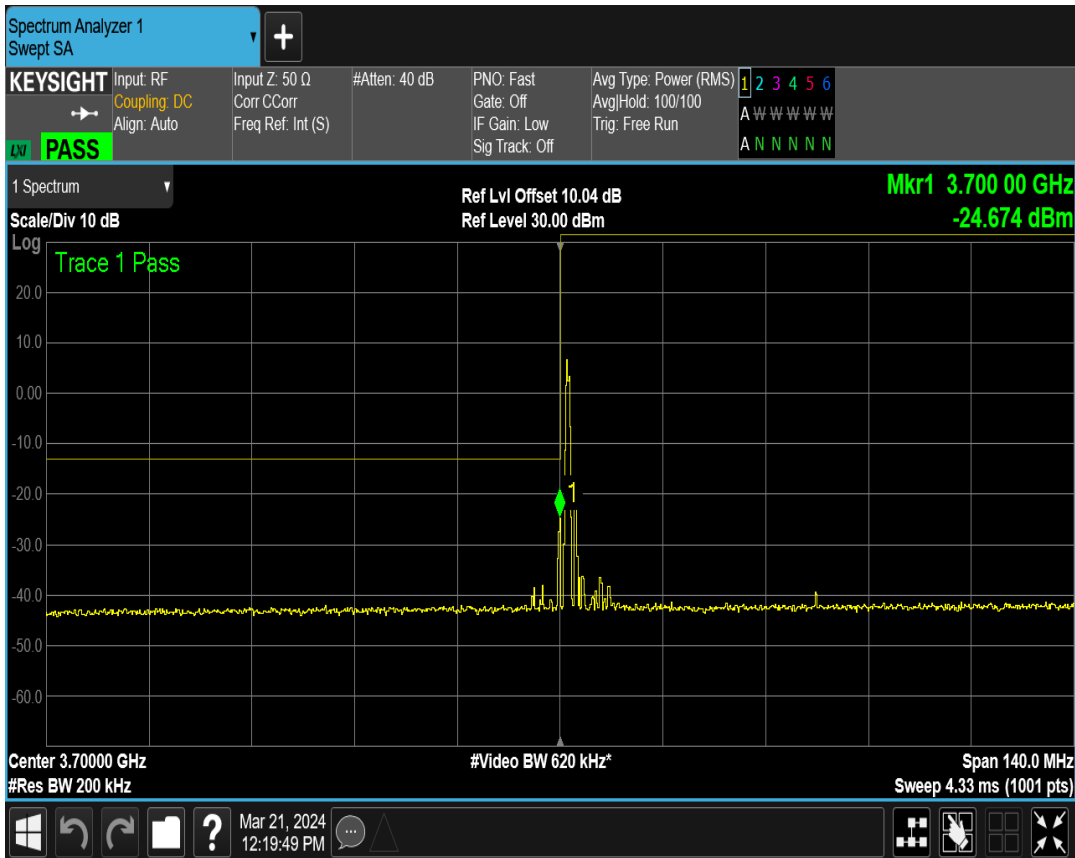 Spectrum Analyzer 1
Swept SA
+
KEYSIGHT
LXI PASS
Input: RF
Coupling: DC
Align: Auto
Input Z: 50 Ω
Corr CCorr
Freq Ref: Int (S)
#Atten: 40 dB
PNO: Fast
Gate: Off
IF Gain: Low
Sig Track: Off
Avg Type: Power (RMS)
Avg|Hold: 100/100
Trig: Free Run
1 2 3 4 5 6
A W W W W W
A N N N N N
1 Spectrum
Scale/Div 10 dB
Ref Lvl Offset 10.04 dB
Ref Level 30.00 dBm
Mkr1 3.700 00 GHz
-24.674 dBm
Log
Trace 1 Pass
20.0
10.0
0.00
-10.0
-20.0
-30.0
-40.0
-50.0
-60.0
1
Center 3.70000 GHz
#Res BW 200 kHz
#Video BW 620 kHz*
Span 140.0 MHz
Sweep 4.33 ms (1001 pts)
?
Mar 21, 2024
12:19:49 PM